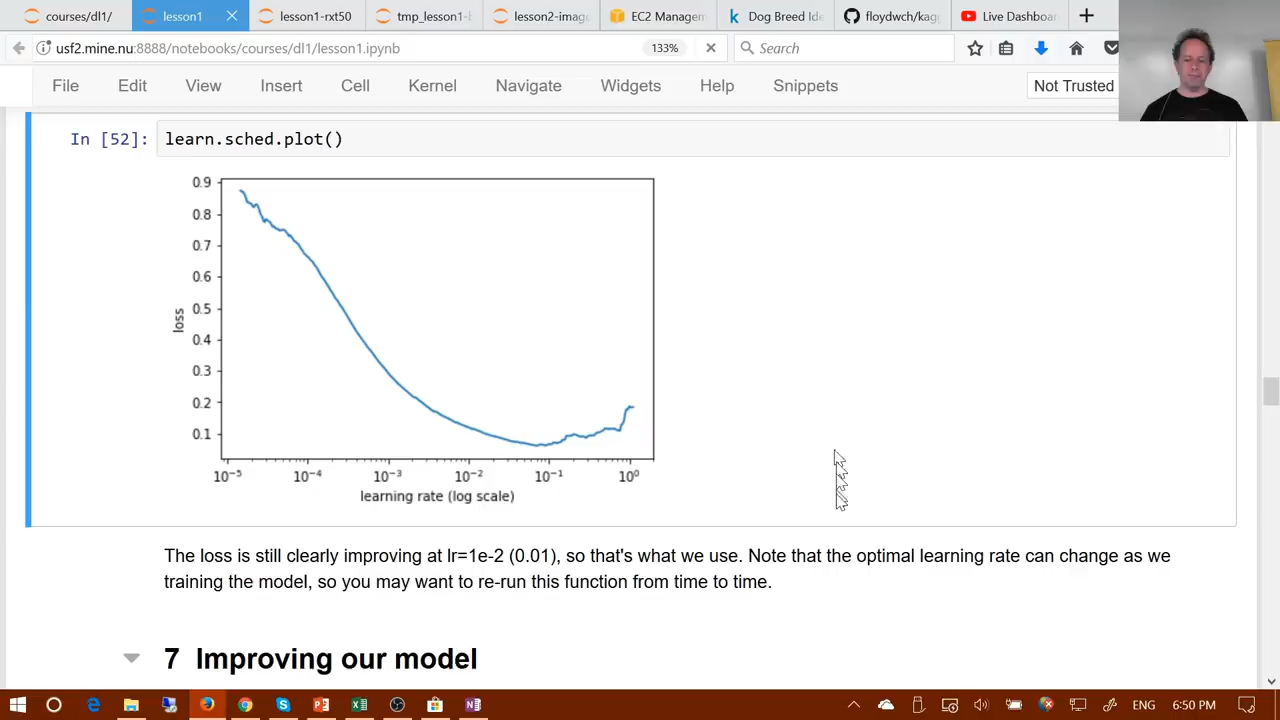 courses/dl1/
lesson1
lesson1-rxt50
tmp_lesson1-
lesson2-image
EC2 Managem
Dog Breed Ide
floydwch/kagg
Live Dashboa
usf2.mine.nu:8888/notebooks/courses/dl1/lesson1.ipynb
133%
Search
File
Edit
View
Insert
Cell
Kernel
Navigate
Widgets
Help
Snippets
Not Trusted
In [52]:
learn.sched.plot()
0.9
0.8
0.7
0.6
0.5
0.4
0.3
0.2
0.1
loss
10⁻⁵ 10⁻⁴ 10⁻³ 10⁻² 10⁻¹ 10⁰
learning rate (log scale)
The loss is still clearly improving at lr=1e-2 (0.01), so that's what we use. Note that the optimal learning rate can change as we
training the model, so you may want to re-run this function from time to time.
7 Improving our model
ENG
6:50 PM